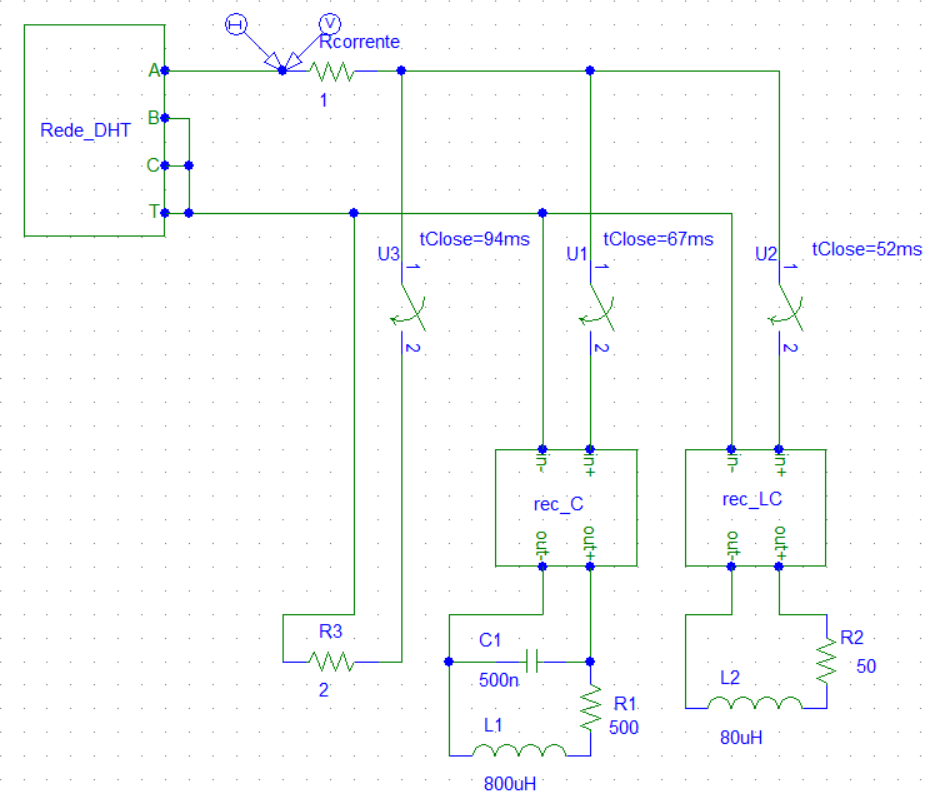 I
V
Rcorrente
A
1
B
Rede_DHT
C
T
tClose=94ms
tClose=67ms
tClose=52ms
U3
1
U1
1
U2
1
2
2
2
in-
in+
in-
in+
rec_C
rec_LC
out-
out+
out-
out+
R3
2
C1
500n
R1
500
L1
800uH
R2
50
L2
80uH